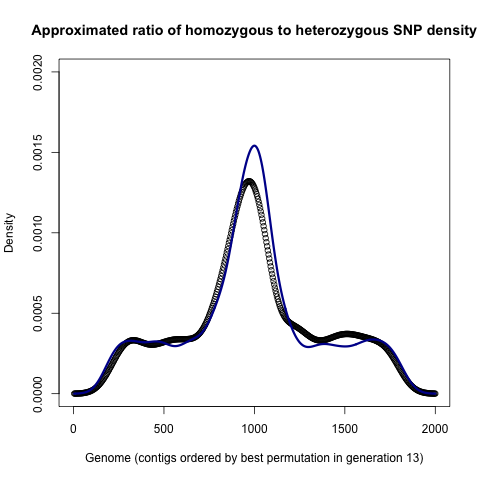 Approximated ratio of homozygous to heterozygous SNP density
0.0020
0.0015
0.0010
0.0005
0.0000
Density
0 500 1000 1500 2000
Genome (contigs ordered by best permutation in generation 13)